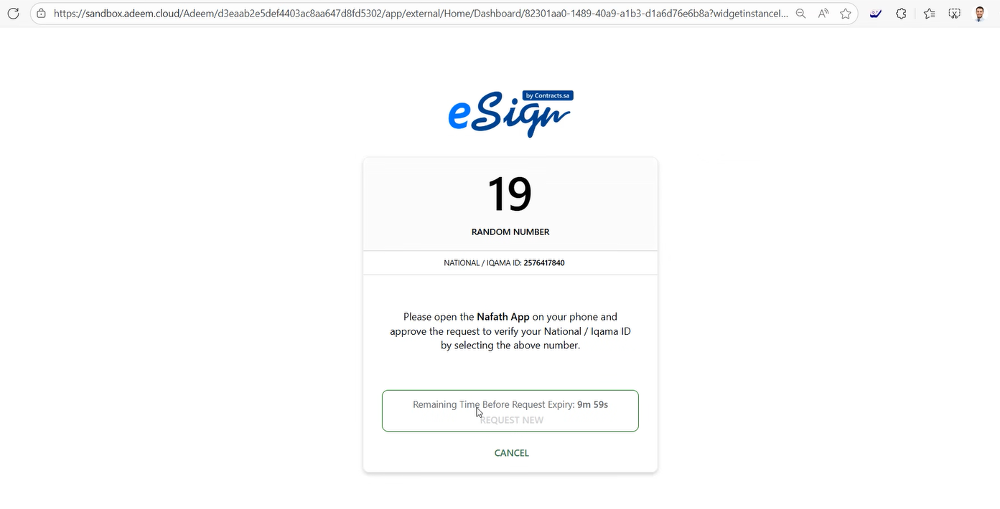 https://sandbox.adeem.cloud/Adeem/d3eaab2e5def4403ac8aa647d8fd5302/app/external/Home/Dashboard/82301aa0-1489-40a9-a1b3-d1a6d76e6b8a?widgetinstancel...
by Contracts.sa
eSign
19
RANDOM NUMBER
NATIONAL / IQAMA ID: 2576417840
Please open the Nafath App on your phone and
approve the request to verify your National / Iqama ID
by selecting the above number.
Remaining Time Before Request Expiry: 9m 59s
REQUEST NEW
CANCEL